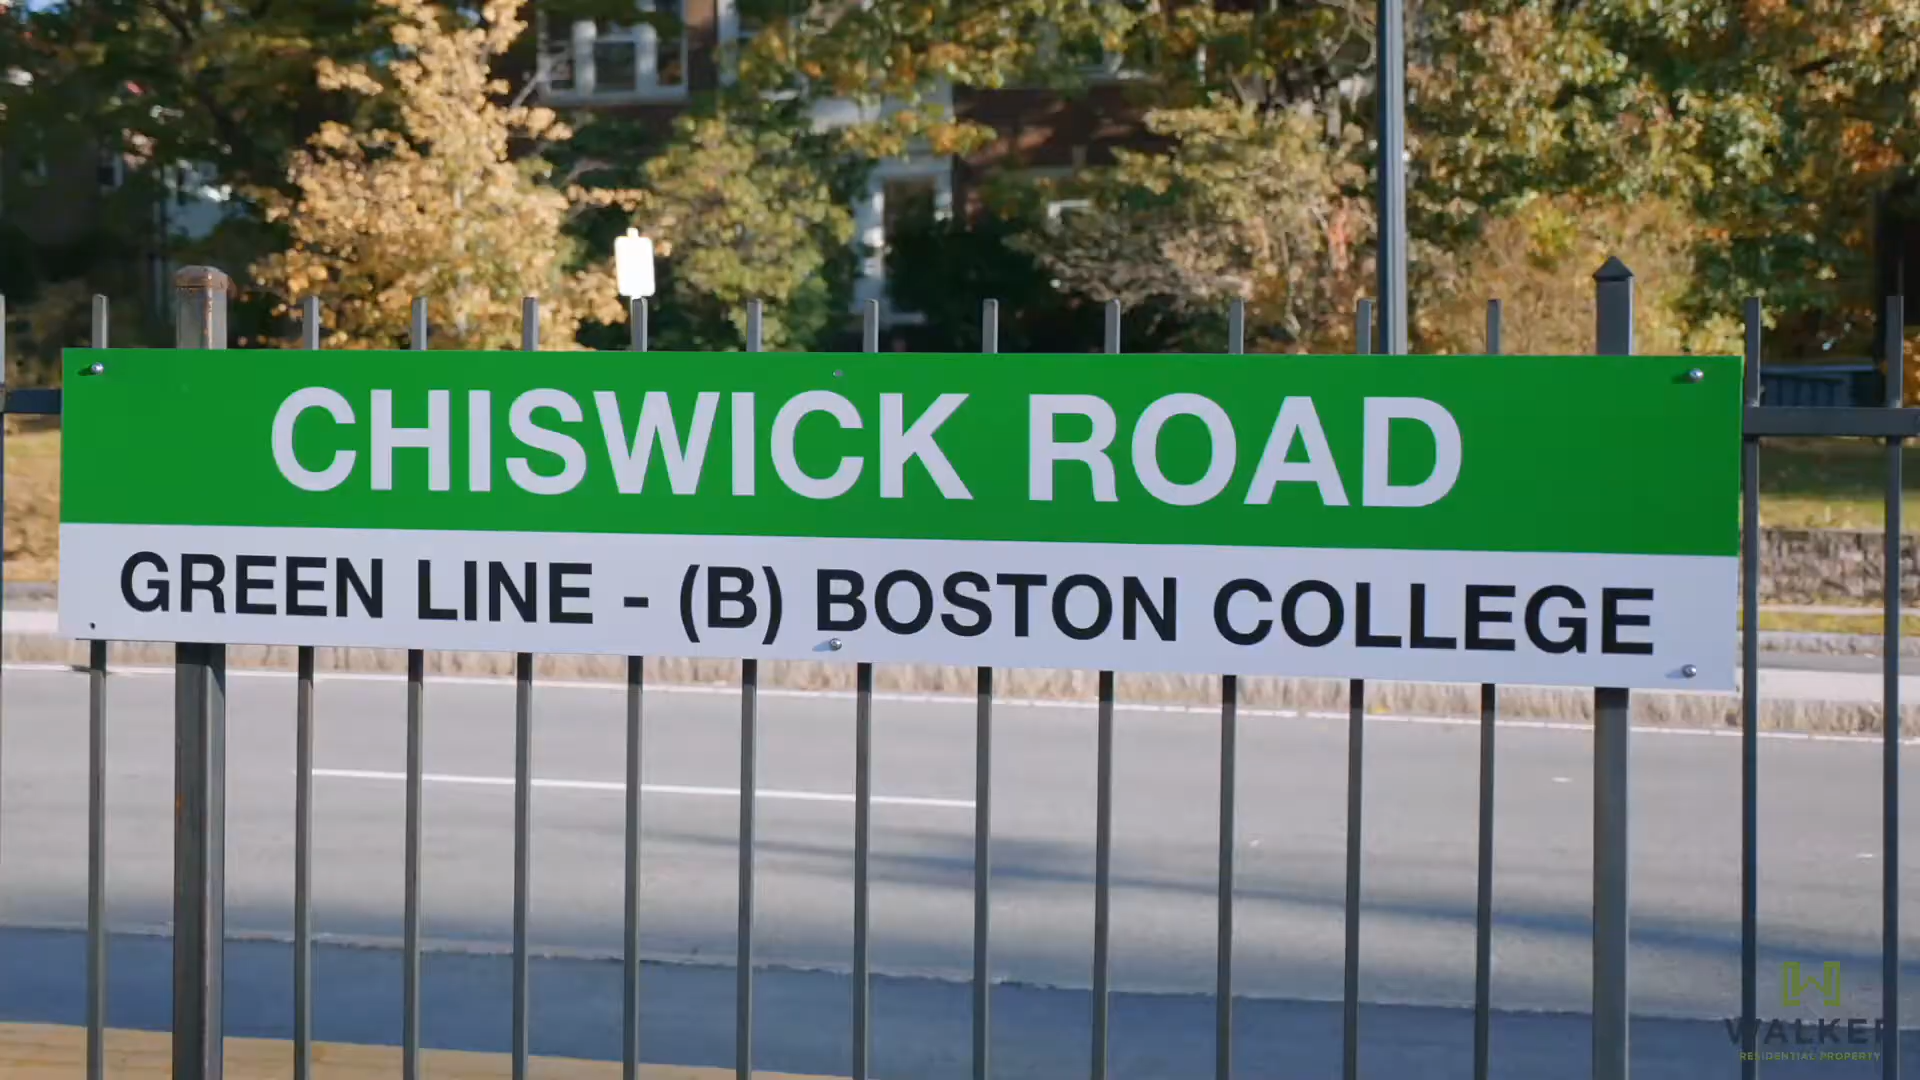 CHISWICK ROAD
GREEN LINE - (B) BOSTON COLLEGE
WALKER
RESIDENTIAL PROPERTY